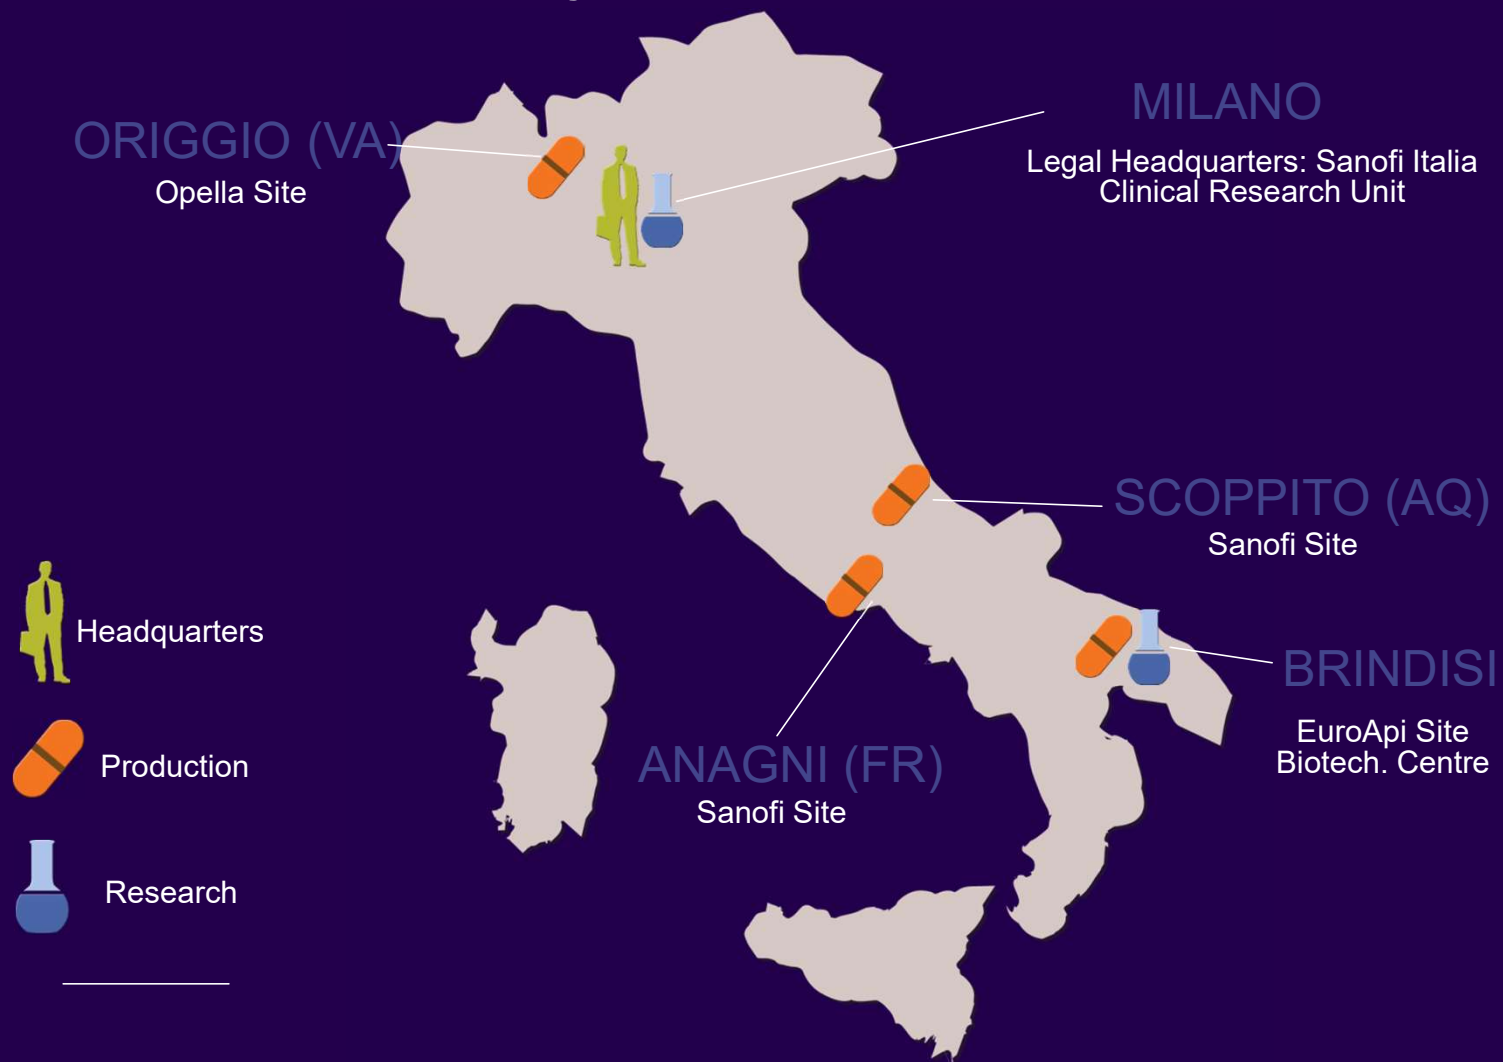 ORIGGIO (VA)
Opella Site
MILANO
Legal Headquarters: Sanofi Italia
Clinical Research Unit
SCOPPITO (AQ)
Sanofi Site
BRINDISI
EuroApi Site
Biotech. Centre
ANAGNI (FR)
Sanofi Site
Headquarters
Production
Research